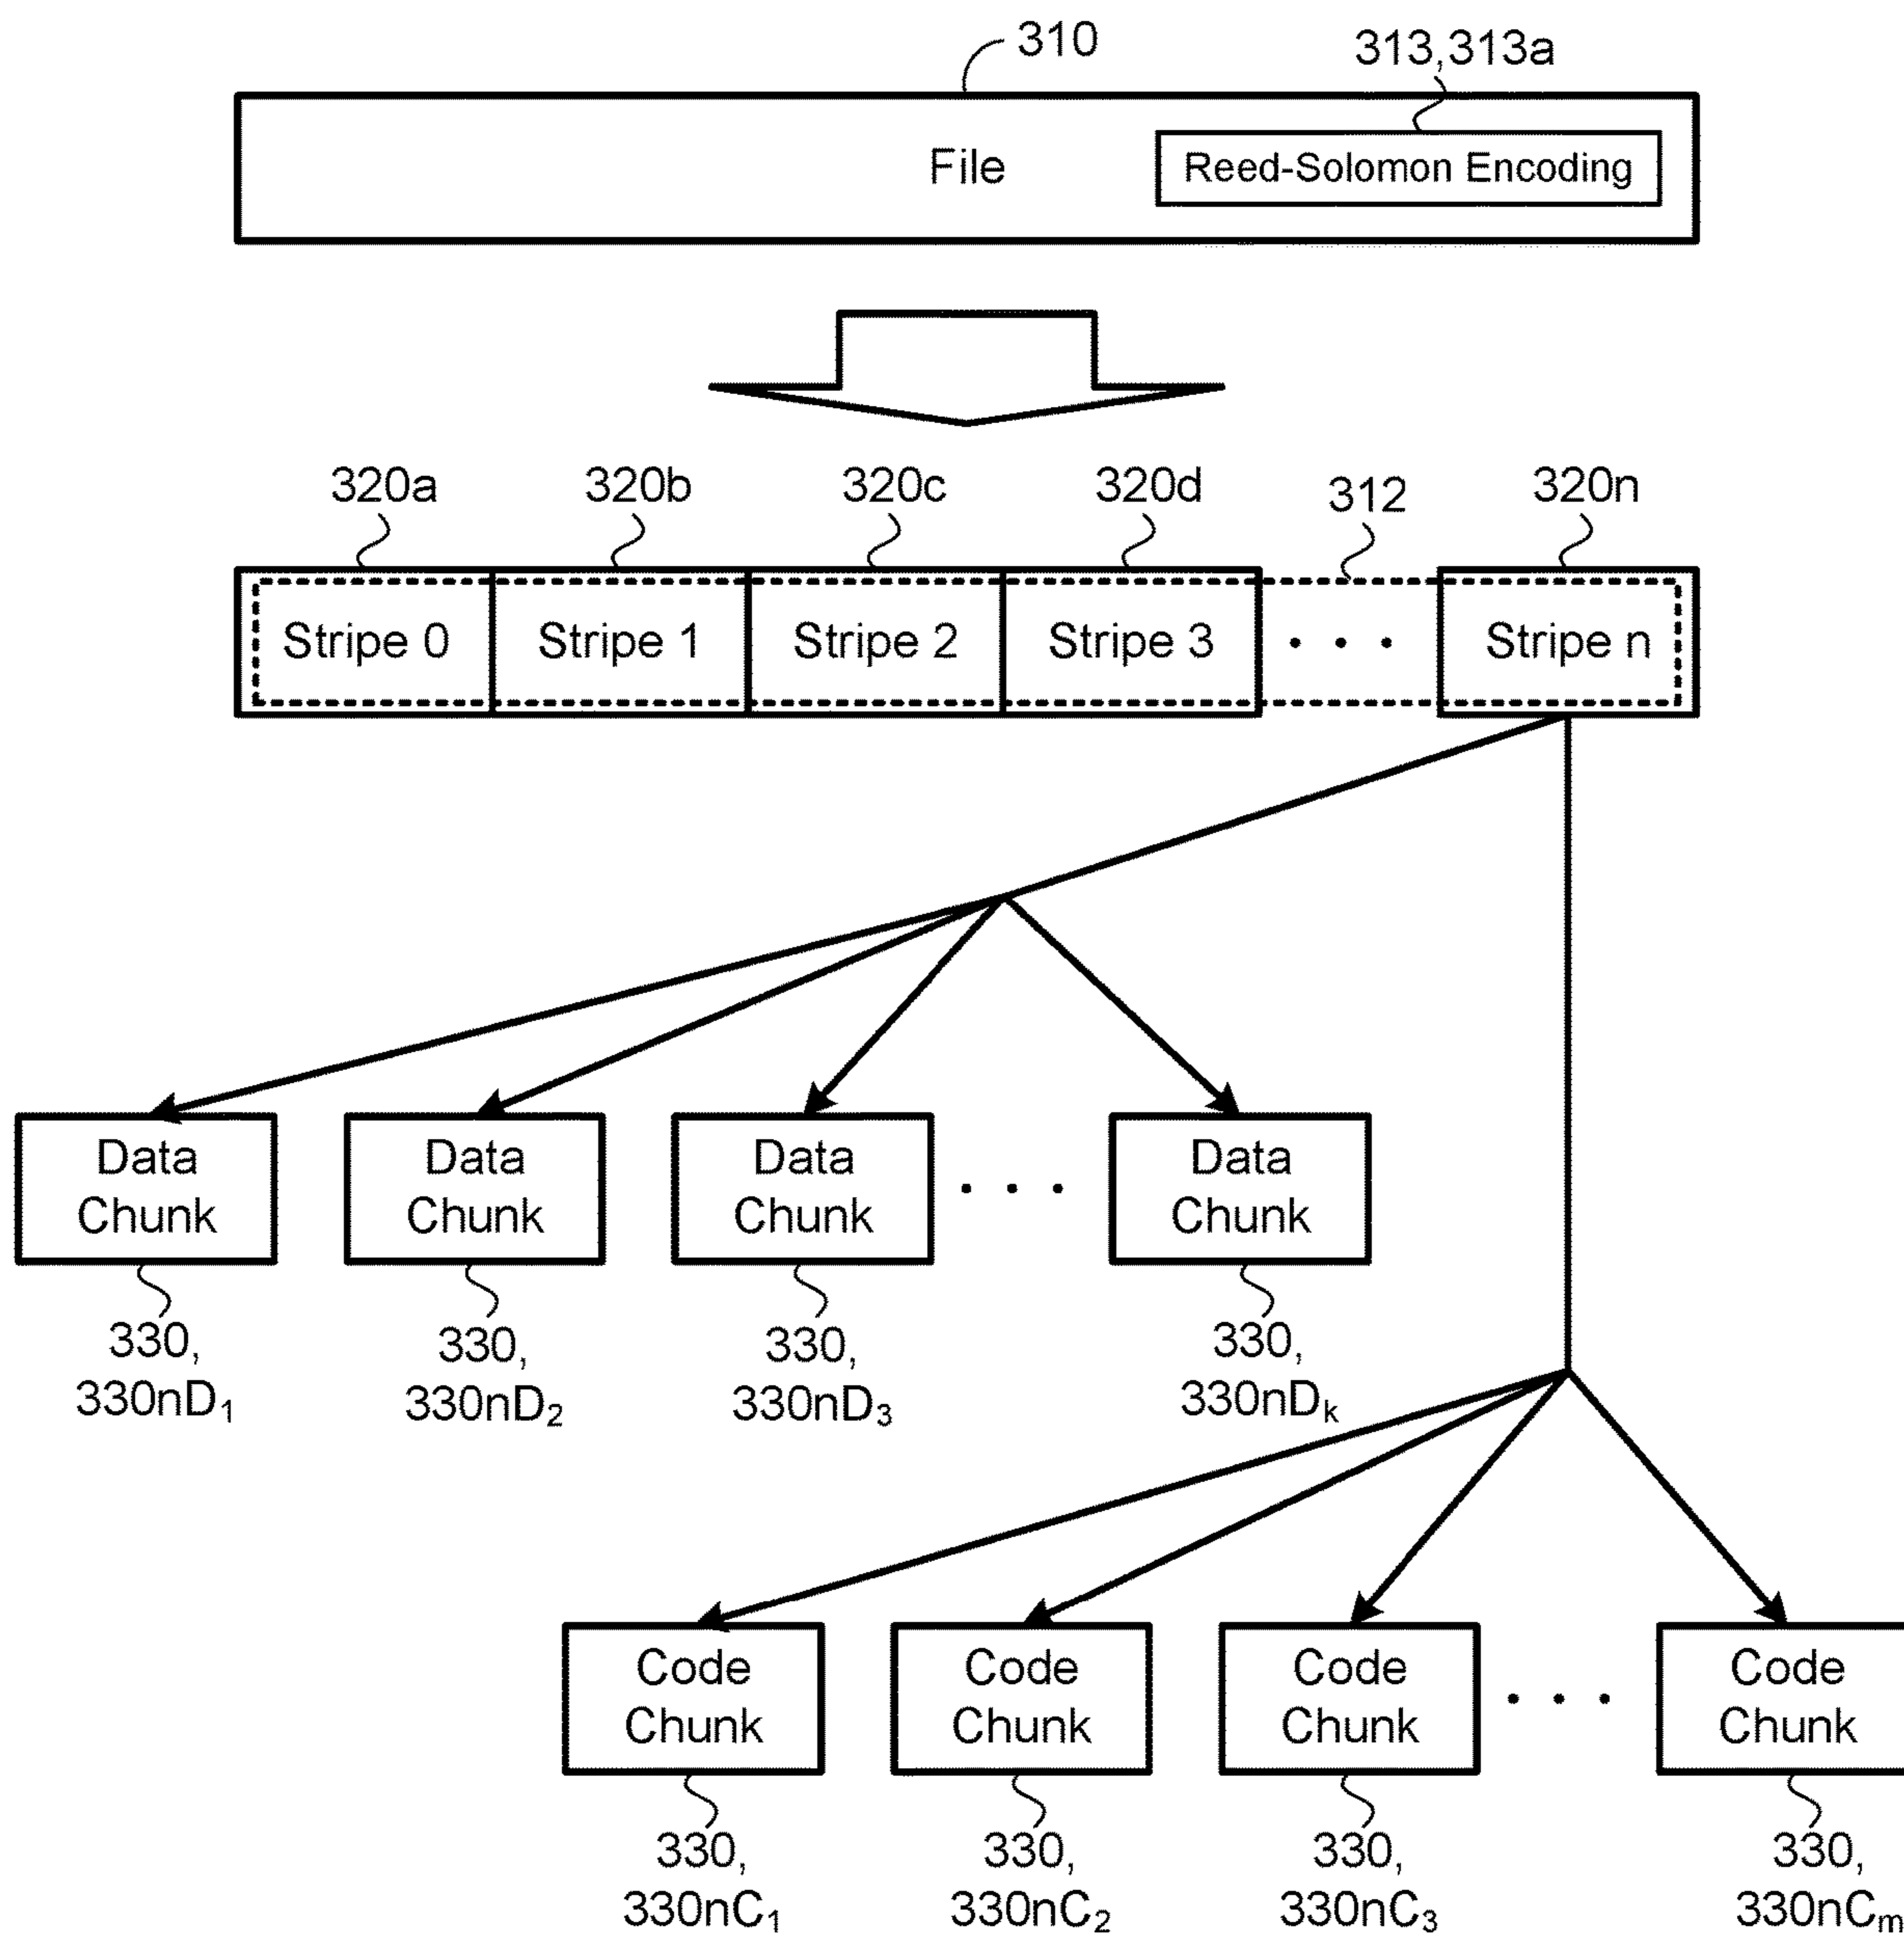 310
313,313a
File
Reed-Solomon Encoding
320a
320b
320c
320d
312
320n
Stripe 0
Stripe 1
Stripe 2
Stripe 3
. . .
Stripe n
Data
Chunk
Data
Chunk
Data
Chunk
. . .
Data
Chunk
330,
330nD₁
330,
330nD₂
330,
330nD₃
330,
330nDₖ
Code
Chunk
Code
Chunk
Code
Chunk
. . .
Code
Chunk
330,
330nC₁
330,
330nC₂
330,
330nC₃
330,
330nCₘ